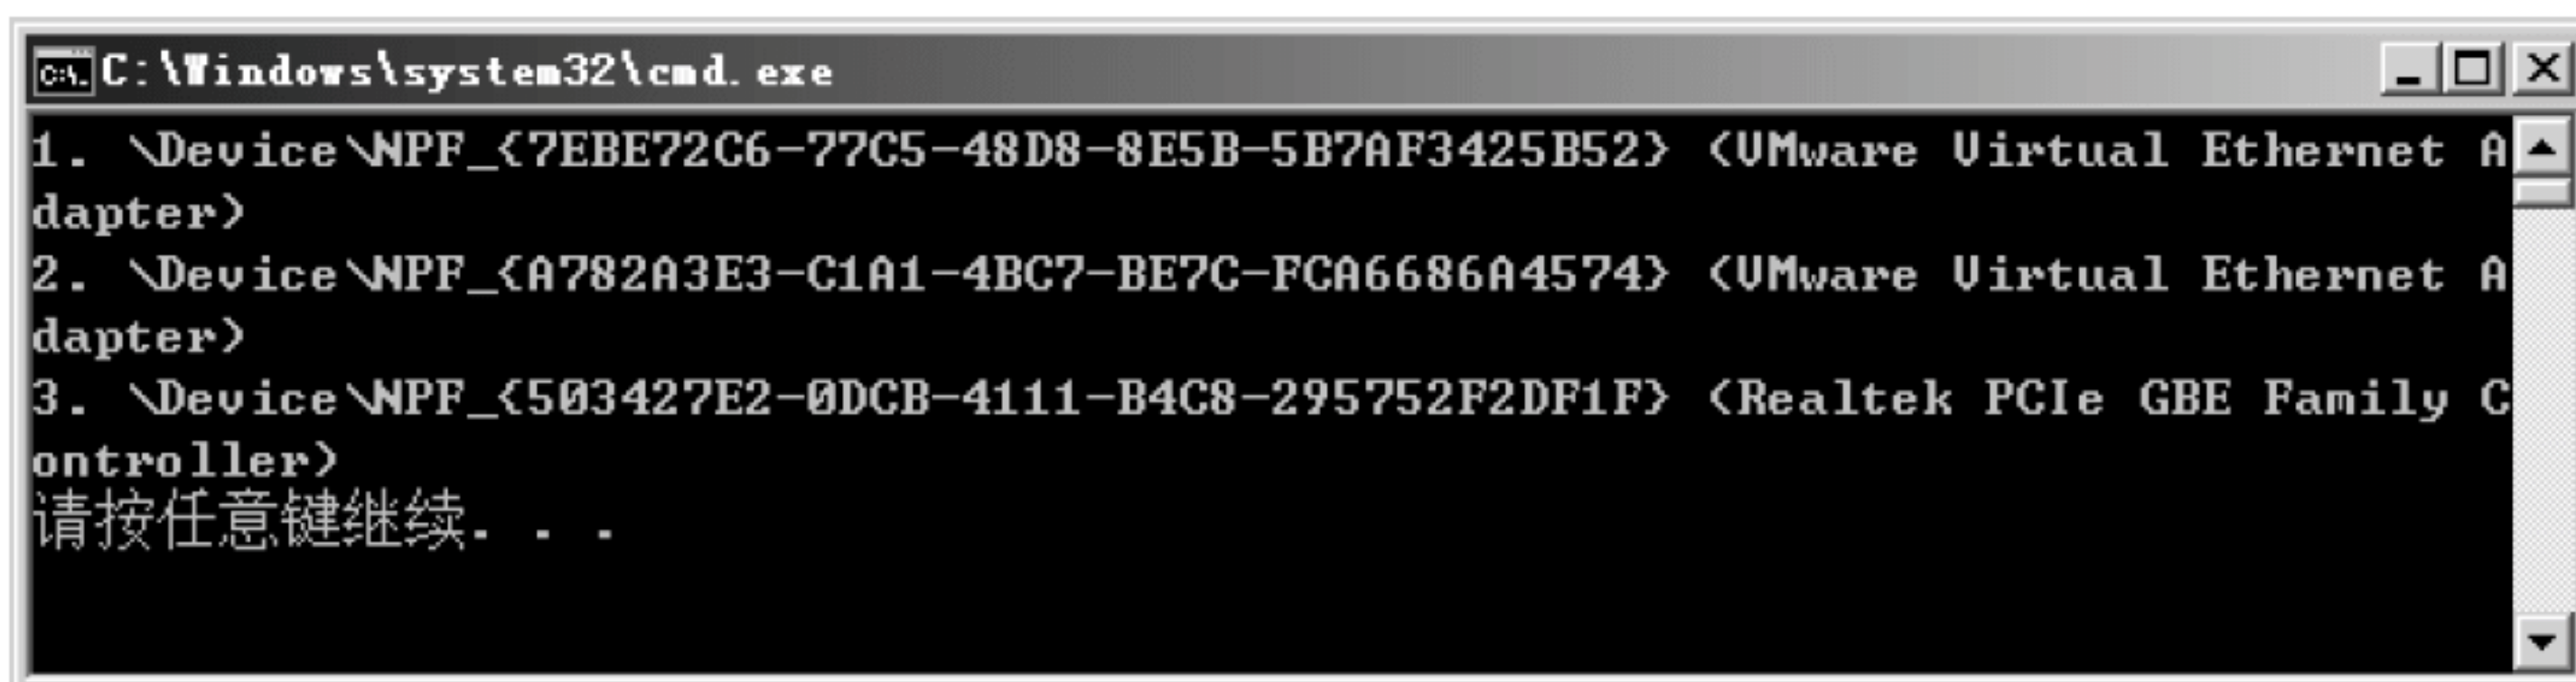 C:\Windows\system32\cmd.exe
1. \Device\NPF_{7EBE72C6-77C5-48D8-8E5B-5B7AF3425B52} (VMware Virtual Ethernet A
dapter)
2. \Device\NPF_{A782A3E3-C1A1-4BC7-BE7C-FCA6686A4574} (VMware Virtual Ethernet A
dapter)
3. \Device\NPF_{503427E2-0DCB-4111-B4C8-295752F2DF1F} (Realtek PCIe GBE Family C
ontroller)
请按任意键继续. . .